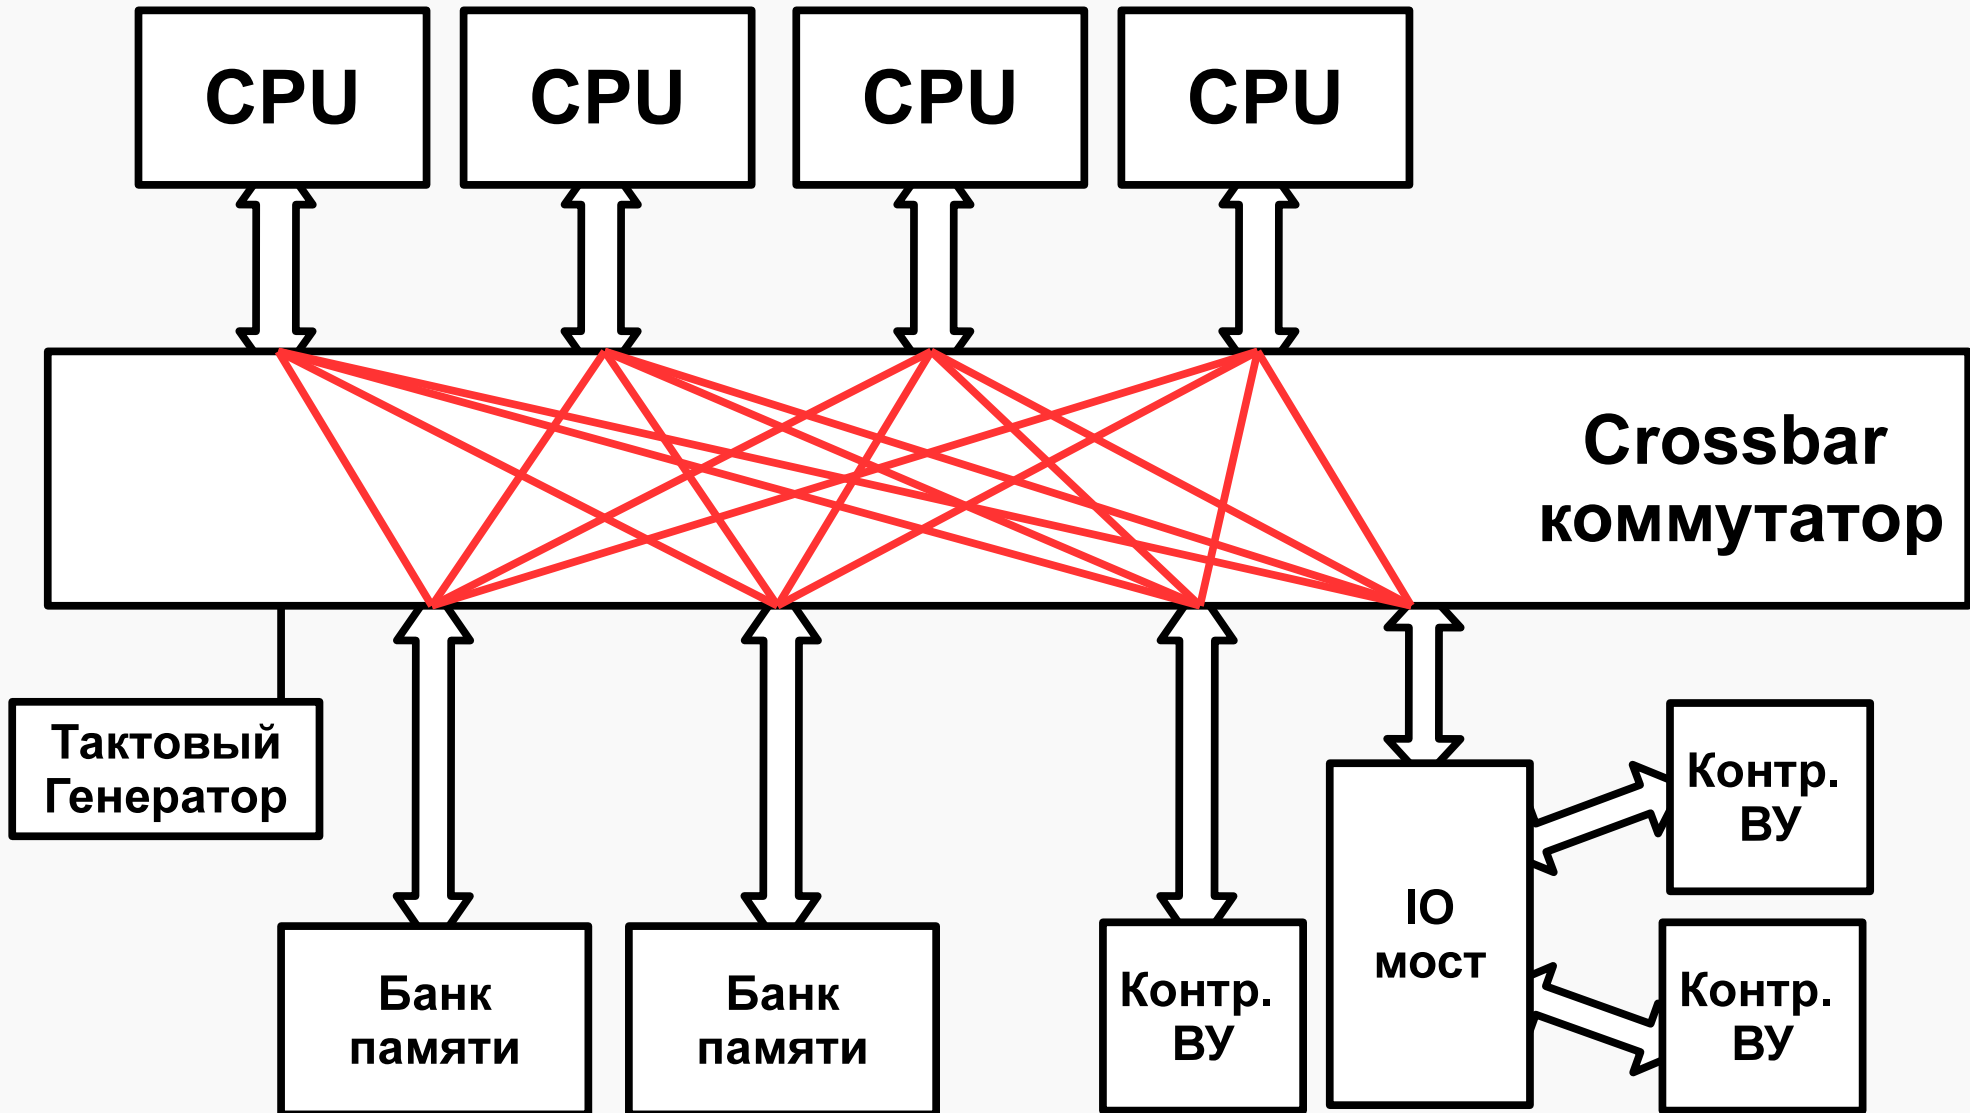 CPU
CPU
CPU
CPU
Crossbar
коммутатор
Тактовый
Генератор
Контр.
ВУ
IO
мост
Банк
памяти
Банк
памяти
Контр.
ВУ
Контр.
ВУ